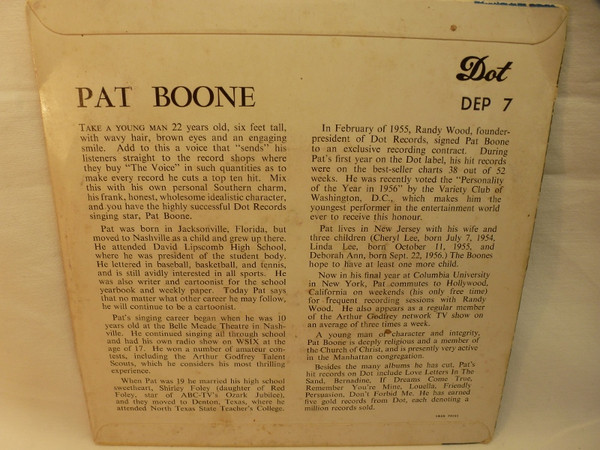 Dot
DEP 7
PAT BOONE
TAKE A YOUNG MAN 22 years old, six feet tall,
with wavy hair, brown eyes and an engaging
smile. Add to this a voice that "sends" his
listeners straight to the record shops where
they buy "The Voice" in such quantities as to
make every record he cuts a top ten hit. Mix
this with his own personal Southern charm,
his frank, honest, wholesome idealistic character,
and you have the highly successful Dot Records
singing star, Pat Boone.
Pat was born in Jacksonville, Florida, but
moved to Nashville as a child and grew up there.
He attended David Lipscomb High School,
where he was president of the student body.
He lettered in baseball, basketball, and tennis,
and is still avidly interested in all sports. He
was also writer and cartoonist for the school
yearbook and weekly paper. Today Pat says
that no matter what other career he may follow,
he will continue to be a cartoonist.
Pat's singing career began when he was 10
years old at the Belle Meade Theatre in Nash-
ville. He continued singing all through school
and had his own radio show on WSIX at the
age of 17. He won a number of amateur con-
tests, including the Arthur Godfrey Talent
Scouts, which he considers his most thrilling
experience.
When Pat was 19 he married his high school
sweetheart, Shirley Foley (daughter of Red
Foley, star of ABC-TV's Ozark Jubilee),
and they moved to Denton, Texas, where he
attended North Texas State Teacher's College.
In February of 1955, Randy Wood, founder-
president of Dot Records, signed Pat Boone
to an exclusive recording contract. During
Pat's first year on the Dot label, his hit records
were on the best-seller charts 38 out of 52
weeks. He was recently voted the "Personality
of the Year in 1956" by the Variety Club of
Washington, D.C., which makes him the
youngest performer in the entertainment world
ever to receive this honour.
Pat lives in New Jersey with his wife and
three children (Cheryl Lee, born July 7, 1954,
Linda Lee, born October 11, 1955, and
Deborah Ann, born Sept. 22, 1956.) The Boones
hope to have at least one more child.
Now in his final year at Columbia University
in New York, Pat commutes to Hollywood,
California on weekends (his only free time)
for frequent recording sessions with Randy
Wood. He also appears as a regular member
of the Arthur Godfrey network TV show on
an average of three times a week.
A young man of character and integrity,
Pat Boone is deeply religious and a member of
the Church of Christ, and is presently very active
in the Manhattan congregation.
Besides the many albums he has cut, Pat's
hit records on Dot include Love Letters In The
Sand, Bernadine, If Dreams Come True,
Remember You're Mine, Louella, Friendly
Persuasion, Don't Forbid Me. He has earned
five gold records from Dot, each denoting a
million records sold.